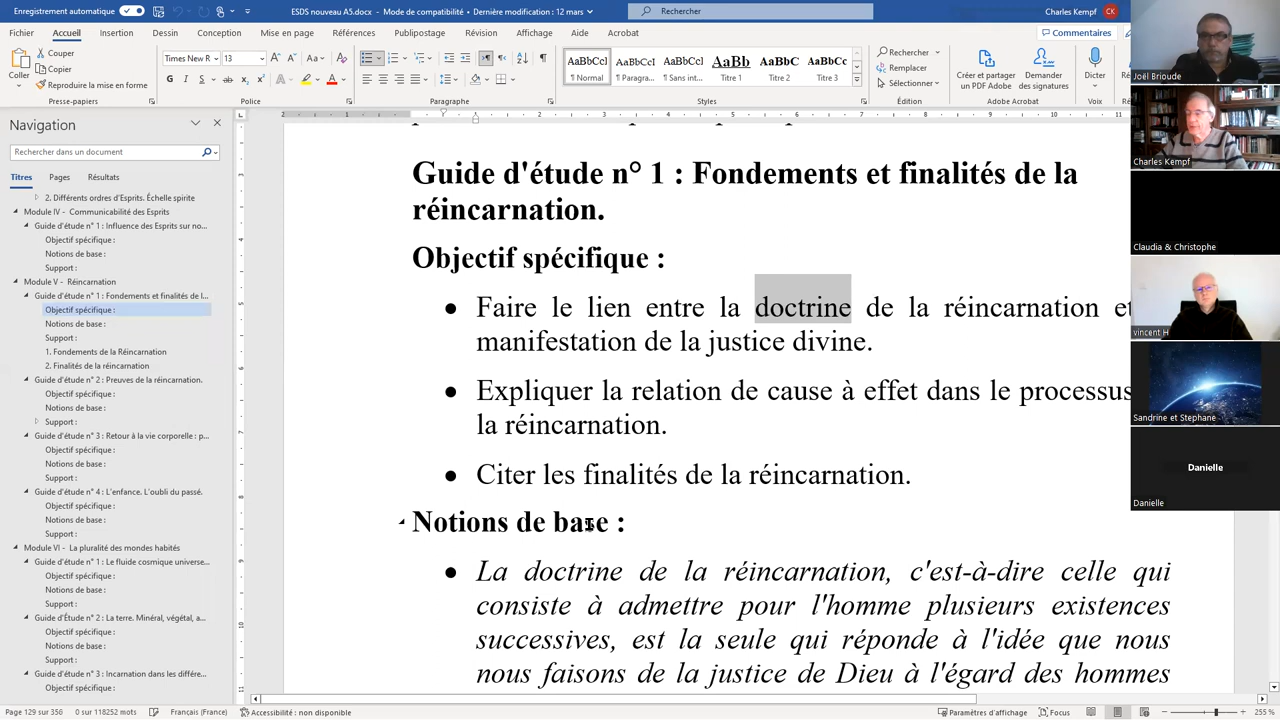 Enregistrement automatique
ESDS nouveau A5.docx - Mode de compatibilité • Dernière modification : 12 mars
Rechercher
Charles Kempf
CK
Fichier
Accueil
Insertion
Dessin
Conception
Mise en page
Références
Publipostage
Révision
Affichage
Aide
Acrobat
Commentaires
Coller
Couper
Copier
Reproduire la mise en forme
Presse-papiers
Times New R
13
Police
Paragraphe
AaBbCcI
¶ Normal
AaBbCcI
¶ Paragra...
AaBbCcI
¶ Sans int...
AaBb
Titre 1
AaBbC
Titre 2
AaBbCc
Titre 3
Styles
Rechercher
Remplacer
Sélectionner
Édition
Créer et partager
un PDF Adobe
Demander
des signatures
Adobe Acrobat
Dicter
Voix
Navigation
Rechercher dans un document
Titres
Pages
Résultats
2. Différents ordres d'Esprits. Échelle spirite
Module IV - Communicabilité des Esprits
Guide d'étude n° 1 : Influence des Esprits sur no...
Objectif spécifique :
Notions de base :
Support :
Module V - Réincarnation
Guide d'étude n° 1 : Fondements et finalités de l...
Objectif spécifique :
Notions de base :
Support :
1. Fondements de la Réincarnation
2. Finalités de la réincarnation
Guide d'étude n° 2 : Preuves de la réincarnation.
Objectif spécifique :
Notions de base :
Support :
Guide d'étude n° 3 : Retour à la vie corporelle : p...
Objectif spécifique :
Notions de base :
Support :
Guide d'étude n° 4 : L'enfance. L'oubli du passé.
Objectif spécifique :
Notions de base :
Support :
Module VI - La pluralité des mondes habités
Guide d'étude n° 1 : Le fluide cosmique universe...
Objectif spécifique :
Notions de base :
Support :
Guide d'Étude n° 2 : La terre. Minéral, végétal, a...
Objectif spécifique :
Notions de base :
Support :
Guide d'étude n° 3 : Incarnation dans les différe...
Objectif spécifique :
Guide d'étude n° 1 : Fondements et finalités de la
réincarnation.
Objectif spécifique :
● Faire le lien entre la doctrine de la réincarnation et
manifestation de la justice divine.
● Expliquer la relation de cause à effet dans le processus
la réincarnation.
● Citer les finalités de la réincarnation.
Notions de base :
● La doctrine de la réincarnation, c'est-à-dire celle qui
consiste à admettre pour l'homme plusieurs existences
successives, est la seule qui réponde à l'idée que nous
nous faisons de la justice de Dieu à l'égard des hommes
Joël Brioude
Charles Kempf
Claudia & Christophe
vincent H
Sandrine et Stephane
Danielle
Danielle
Page 129 sur 356
0 sur 118252 mots
Français (France)
Accessibilité : non disponible
Paramètres d'affichage
Focus
255 %